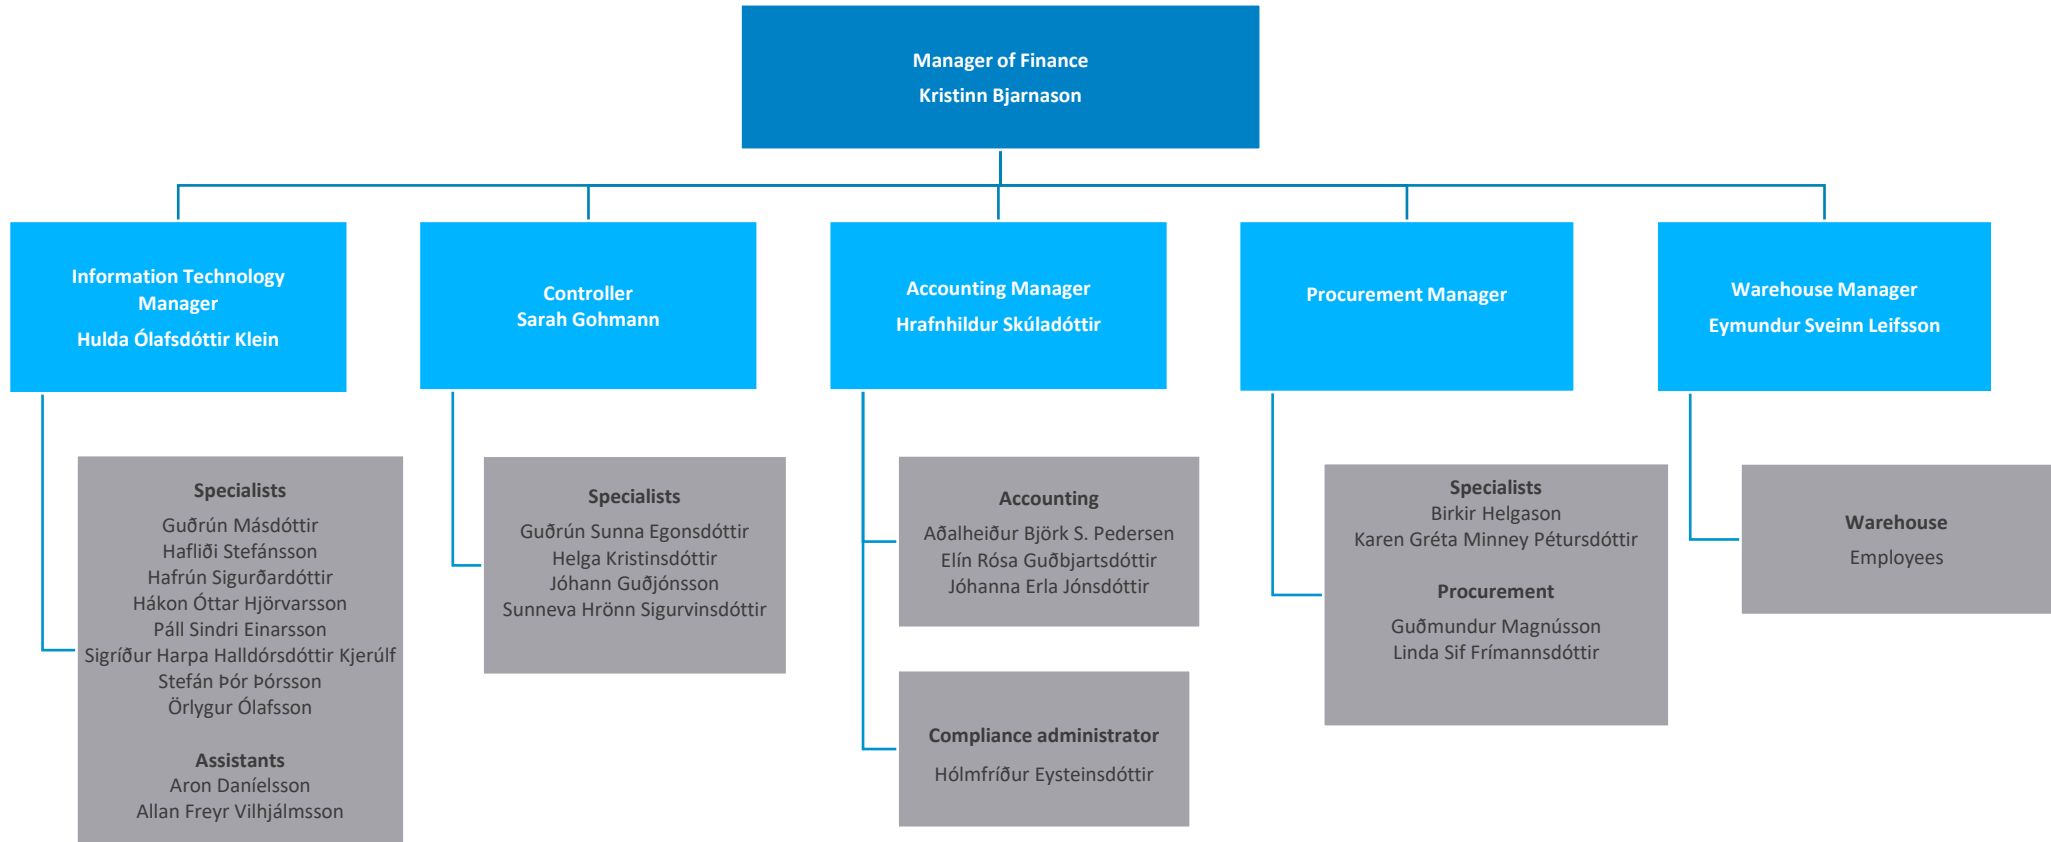 Manager of Finance
Kristinn Bjarnason
Information Technology
Manager
Hulda Ólafsdóttir Klein
Controller
Sarah Gohmann
Accounting Manager
Hrafnhildur Skúladóttir
Procurement Manager
Warehouse Manager
Eymundur Sveinn Leifsson
Specialists
Guðrún Másdóttir
Hafliði Stefánsson
Hafrún Sigurðardóttir
Hákon Óttar Hjörvarsson
Páll Sindri Einarsson
Sigríður Harpa Halldórsdóttir Kjerúlf
Stefán Þór Þórsson
Örlygur Ólafsson
Assistants
Aron Daníelsson
Allan Freyr Vilhjálmsson
Specialists
Guðrún Sunna Egonsdóttir
Helga Kristinsdóttir
Jóhann Guðjónsson
Sunneva Hrönn Sigurvinsdóttir
Accounting
Aðalheiður Björk S. Pedersen
Elín Rósa Guðbjartsdóttir
Jóhanna Erla Jónsdóttir
Compliance administrator
Hólmfríður Eysteinsdóttir
Specialists
Birkir Helgason
Karen Gréta Minney Pétursdóttir
Procurement
Guðmundur Magnússon
Linda Sif Frímannsdóttir
Warehouse
Employees